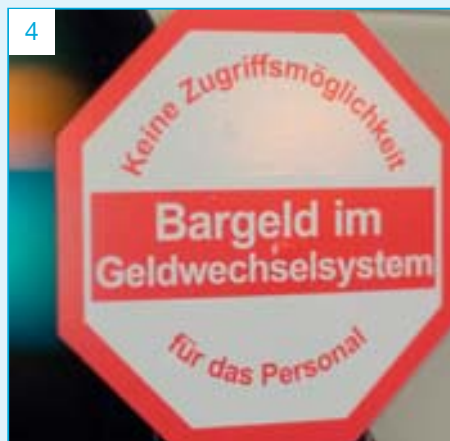 4
Keine Zugriffsmöglichkeit
Bargeld im
Geldwechselsystem
für das Personal